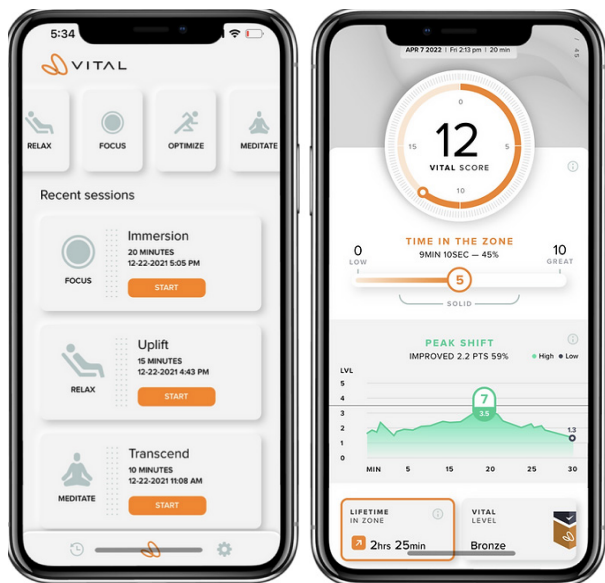 5:34
VITAL
RELAX
FOCUS
OPTIMIZE
MEDITATE
Recent sessions
Immersion
20 MINUTES
12-22-2021 5:05 PM
START
FOCUS
Uplift
15 MINUTES
12-22-2021 4:43 PM
START
RELAX
Transcend
10 MINUTES
12-22-2021 11:08 AM
START
MEDITATE
APR 7 2022 | Fri 2:13 pm | 20 min
0
15
12
5
VITAL SCORE
10
TIME IN THE ZONE
9MIN 10SEC — 45%
0
LOW
10
GREAT
5
SOLID
PEAK SHIFT
IMPROVED 2.2 PTS 59%
High
Low
LVL
5
4
3
2
1
0
7
3.5
1.3
MIN 5 15 20 25 30
LIFETIME
IN ZONE
2hrs 25min
VITAL
LEVEL
Bronze